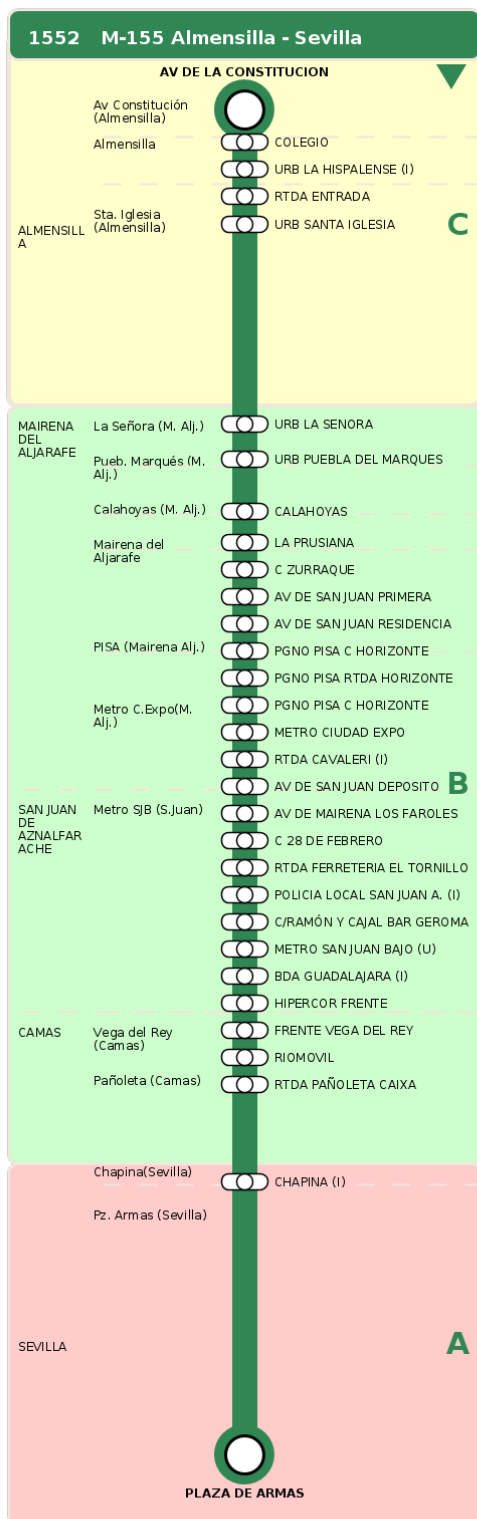 1552 M-155 Almensilla - Sevilla
AV DE LA CONSTITUCION
Av Constitución
(Almensilla)
COLEGIO
Almensilla
URB LA HISPALENSE (I)
RTDA ENTRADA
Sta. Iglesia
(Almensilla)
URB SANTA IGLESIA
C
ALMENSILL
A
MAIRENA
DEL
ALJARAFE
La Señora (M. Alj.)
URB LA SENORA
Pueb. Marqués (M.
Alj.)
URB PUEBLA DEL MARQUES
Calahoyas (M. Alj.)
CALAHOYAS
Mairena del
Aljarafe
LA PRUSIANA
C ZURRAQUE
AV DE SAN JUAN PRIMERA
AV DE SAN JUAN RESIDENCIA
PISA (Mairena Alj.)
PGNO PISA C HORIZONTE
PGNO PISA RTDA HORIZONTE
Metro C.Expo(M.
Alj.)
PGNO PISA C HORIZONTE
METRO CIUDAD EXPO
RTDA CAVALERI (I)
AV DE SAN JUAN DEPOSITO
B
SAN JUAN
DE
AZNALFAR
ACHE
Metro SJB (S.Juan)
AV DE MAIRENA LOS FAROLES
C 28 DE FEBRERO
RTDA FERRETERIA EL TORNILLO
POLICIA LOCAL SAN JUAN A. (I)
C/RAMÓN Y CAJAL BAR GEROMA
METRO SAN JUAN BAJO (U)
BDA GUADALAJARA (I)
HIPERCOR FRENTE
CAMAS
Vega del Rey
(Camas)
FRENTE VEGA DEL REY
RIOMOVIL
Pañoleta (Camas)
RTDA PAÑOLETA CAIXA
Chapina(Sevilla)
CHAPINA (I)
Pz. Armas (Sevilla)
SEVILLA
A
PLAZA DE ARMAS